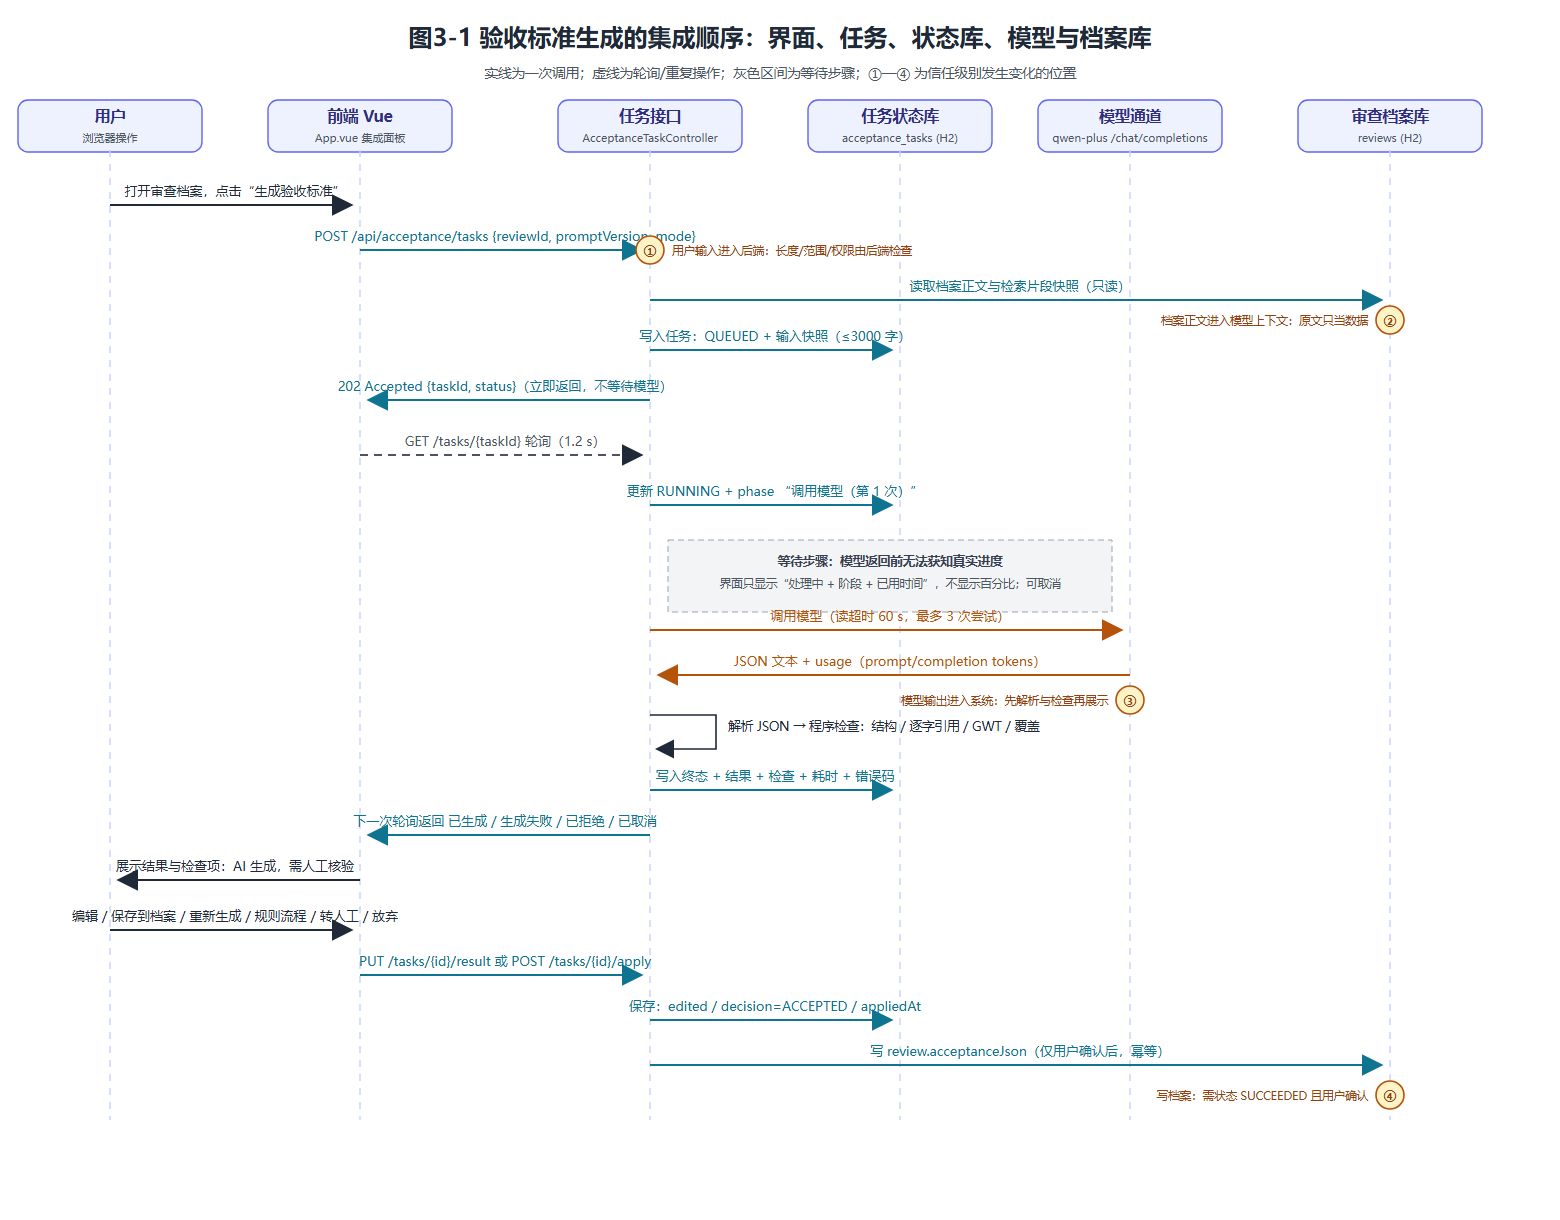 图3-1 验收标准生成的集成顺序：界面、任务、状态库、模型与档案库
实线为一次调用；虚线为轮询/重复操作；灰色区间为等待步骤；①—④ 为信任级别发生变化的位置
用户
浏览器操作
前端 Vue
App.vue 集成面板
任务接口
AcceptanceTaskController
任务状态库
acceptance_tasks (H2)
模型通道
qwen-plus /chat/completions
审查档案库
reviews (H2)
打开审查档案，点击“生成验收标准”
POST /api/acceptance/tasks {reviewId, promptVersion, mode}
①
用户输入进入后端：长度/范围/权限由后端检查
读取档案正文与检索片段快照（只读）
档案正文进入模型上下文：原文只当数据
②
写入任务：QUEUED + 输入快照（≤3000 字）
202 Accepted {taskId, status}（立即返回，不等待模型）
GET /tasks/{taskId} 轮询（1.2 s）
更新 RUNNING + phase “调用模型（第 1 次）”
等待步骤：模型返回前无法获知真实进度
界面只显示“处理中 + 阶段 + 已用时间”，不显示百分比；可取消
调用模型（读超时 60 s，最多 3 次尝试）
JSON 文本 + usage（prompt/completion tokens）
模型输出进入系统：先解析与检查再展示
③
解析 JSON → 程序检查：结构 / 逐字引用 / GWT / 覆盖
写入终态 + 结果 + 检查 + 耗时 + 错误码
下一次轮询返回 已生成 / 生成失败 / 已拒绝 / 已取消
展示结果与检查项：AI 生成，需人工核验
编辑 / 保存到档案 / 重新生成 / 规则流程 / 转人工 / 放弃
PUT /tasks/{id}/result 或 POST /tasks/{id}/apply
保存：edited / decision=ACCEPTED / appliedAt
写 review.acceptanceJson（仅用户确认后，幂等）
写档案：需状态 SUCCEEDED 且用户确认
④